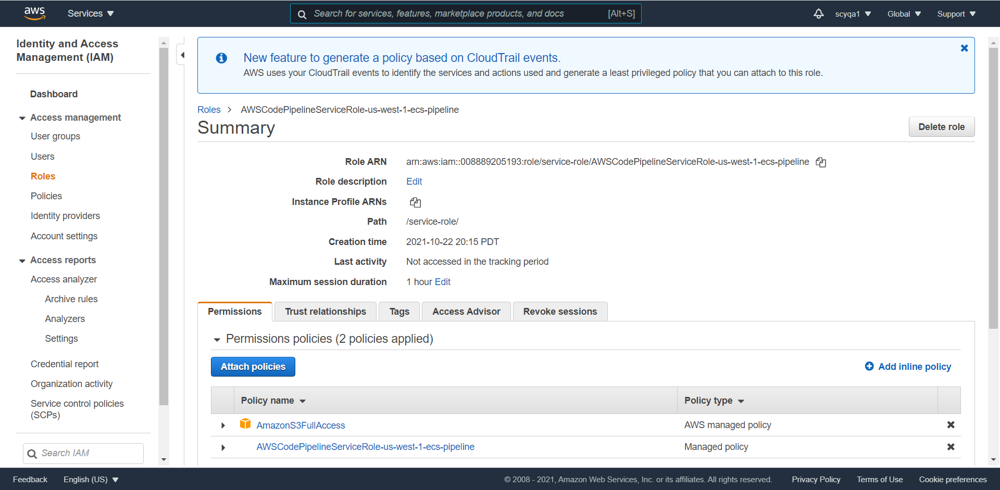 aws
Services
Search for services, features, marketplace products, and docs [Alt+S]
scyqa1
Global
Support
Identity and Access
Management (IAM)
Dashboard
Access management
User groups
Users
Roles
Policies
Identity providers
Account settings
Access reports
Access analyzer
Archive rules
Analyzers
Settings
Credential report
Organization activity
Service control policies
(SCPs)
Search IAM
New feature to generate a policy based on CloudTrail events.
AWS uses your CloudTrail events to identify the services and actions used and generate a least privileged policy that you can attach to this role.
Roles > AWSCodePipelineServiceRole-us-west-1-ecs-pipeline
Summary
Delete role
Role ARN arn:aws:iam::008889205193:role/service-role/AWSCodePipelineServiceRole-us-west-1-ecs-pipeline
Role description Edit
Instance Profile ARNs
Path /service-role/
Creation time 2021-10-22 20:15 PDT
Last activity Not accessed in the tracking period
Maximum session duration 1 hour Edit
Permissions
Trust relationships
Tags
Access Advisor
Revoke sessions
Permissions policies (2 policies applied)
Attach policies
Add inline policy
Policy name Policy type
AmazonS3FullAccess AWS managed policy
AWSCodePipelineServiceRole-us-west-1-ecs-pipeline Managed policy
Feedback
English (US)
© 2008 - 2021, Amazon Web Services, Inc. or its affiliates. All rights reserved.
Privacy Policy
Terms of Use
Cookie preferences